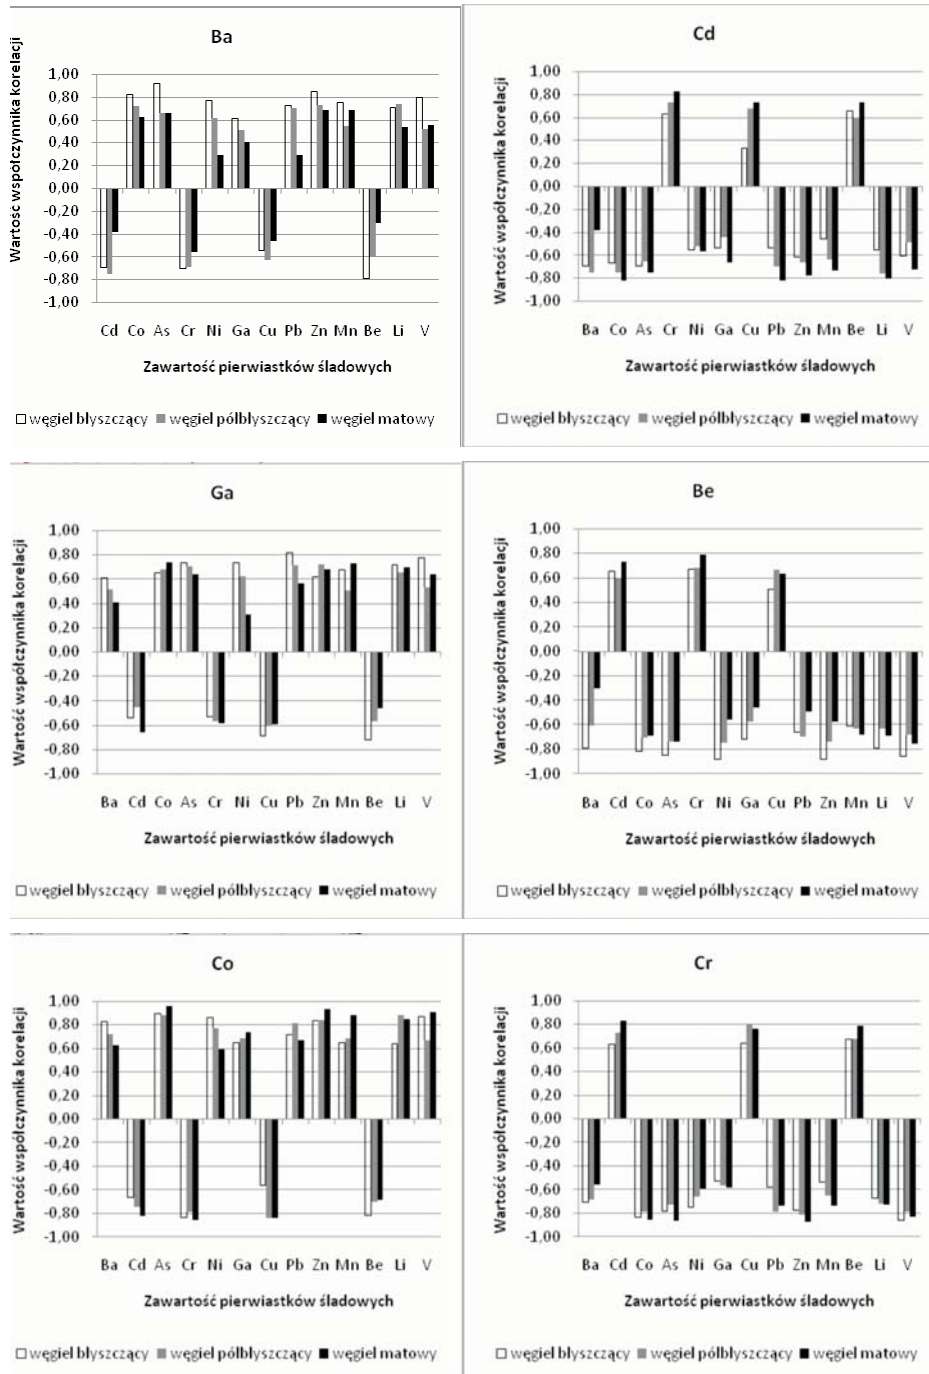 Ba
Wartość współczynnika korelacji
1,00
0,80
0,60
0,40
0,20
0,00
-0,20
-0,40
-0,60
-0,80
-1,00
Cd Co As Cr Ni Ga Cu Pb Zn Mn Be Li V
Zawartość pierwiastków śladowych
węgiel błyszczący węgiel półbłyszczący węgiel matowy
Cd
Wartość współczynnika korelacji
1,00
0,80
0,60
0,40
0,20
0,00
-0,20
-0,40
-0,60
-0,80
-1,00
Ba Co As Cr Ni Ga Cu Pb Zn Mn Be Li V
Zawartość pierwiastków śladowych
węgiel błyszczący węgiel półbłyszczący węgiel matowy
Ga
Wartość współczynnika korelacji
1,00
0,80
0,60
0,40
0,20
0,00
-0,20
-0,40
-0,60
-0,80
-1,00
Ba Cd Co As Cr Ni Cu Pb Zn Mn Be Li V
Zawartość pierwiastków śladowych
węgiel błyszczący węgiel półbłyszczący węgiel matowy
Be
Wartość współczynnika korelacji
1,00
0,80
0,60
0,40
0,20
0,00
-0,20
-0,40
-0,60
-0,80
-1,00
Ba Cd Co As Cr Ni Ga Cu Pb Zn Mn Li V
Zawartość pierwiastków śladowych
węgiel błyszczący węgiel półbłyszczący węgiel matowy
Co
Wartość współczynnika korelacji
1,00
0,80
0,60
0,40
0,20
0,00
-0,20
-0,40
-0,60
-0,80
-1,00
Ba Cd As Cr Ni Ga Cu Pb Zn Mn Be Li V
Zawartość pierwiastków śladowych
węgiel błyszczący węgiel półbłyszczący węgiel matowy
Cr
Wartość współczynnika korelacji
1,00
0,80
0,60
0,40
0,20
0,00
-0,20
-0,40
-0,60
-0,80
-1,00
Ba Cd Co As Ni Ga Cu Pb Zn Mn Be Li V
Zawartość pierwiastków śladowych
węgiel błyszczący węgiel półbłyszczący węgiel matowy